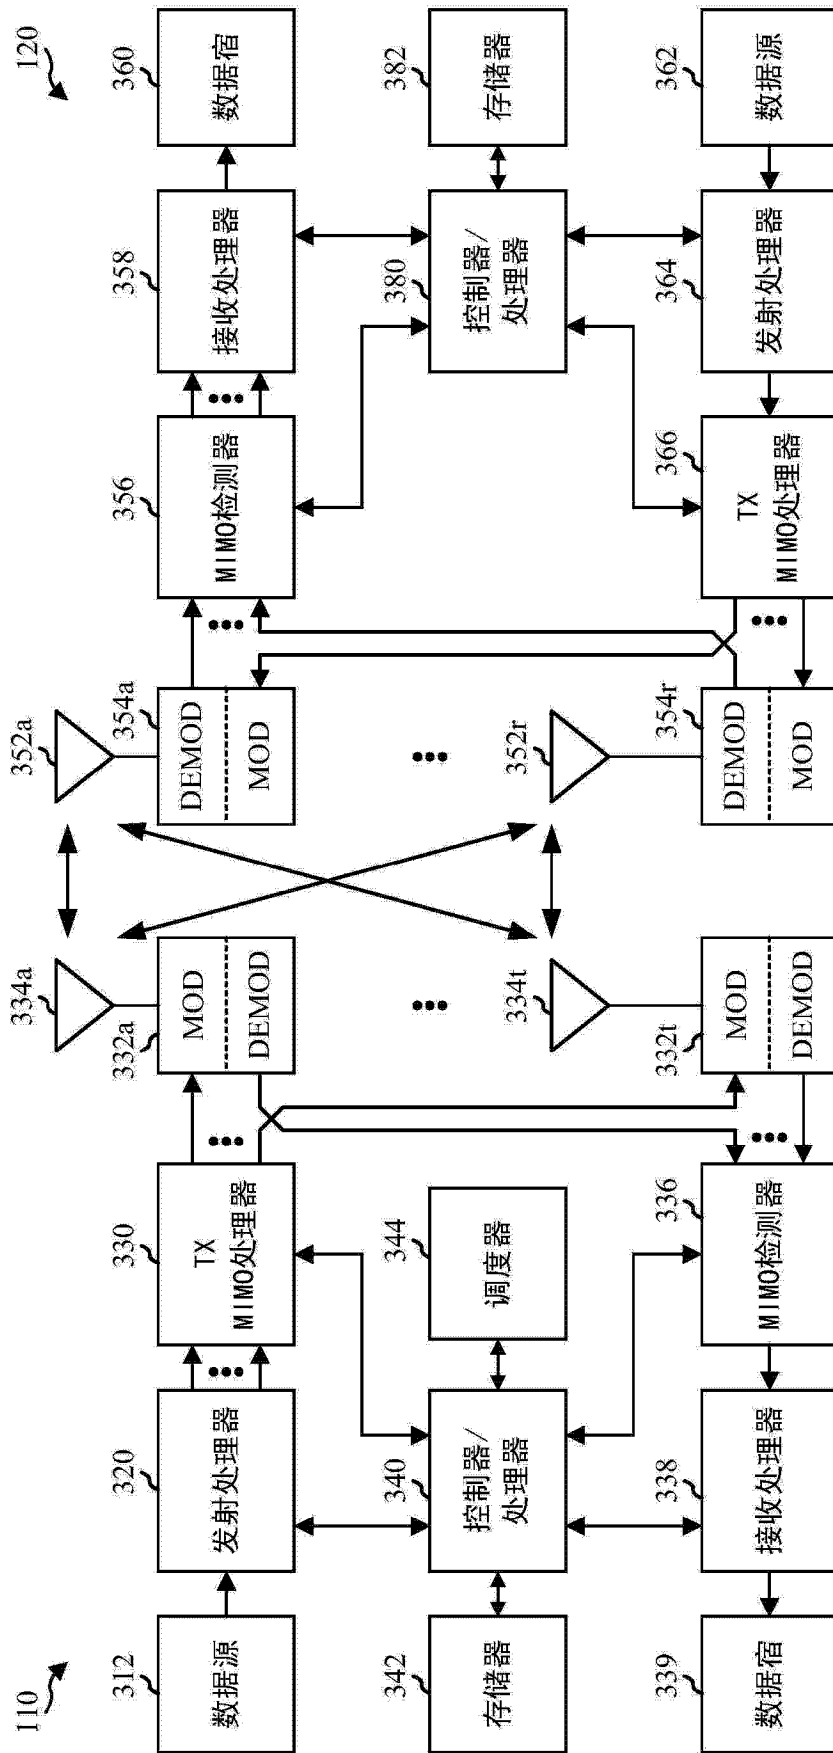 110
120
312
数据源
320
发射处理器
330
TX
MIMO处理器
332a
MOD
DEMOD
334a
352a
354a
DEMOD
MOD
356
MIMO检测器
358
接收处理器
360
数据宿
342
存储器
340
控制器/
处理器
344
调度器
334t
352r
380
控制器/
处理器
382
存储器
339
数据宿
338
接收处理器
336
MIMO检测器
332t
MOD
DEMOD
354r
DEMOD
MOD
366
TX
MIMO处理器
364
发射处理器
362
数据源